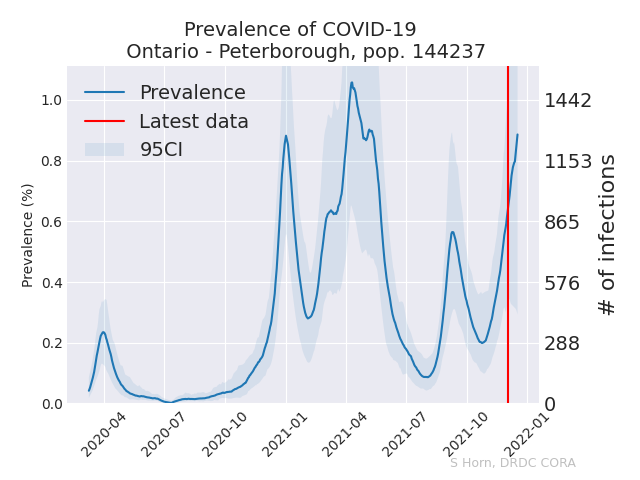 Prevalence of COVID-19
Ontario - Peterborough, pop. 144237
Prevalence
Latest data
95CI
Prevalence (%)
1.0
0.8
0.6
0.4
0.2
0.0
1442
1153
865
576
288
0
# of infections
2020-04
2020-07
2020-10
2021-01
2021-04
2021-07
2021-10
2022-01
S Horn, DRDC CORA